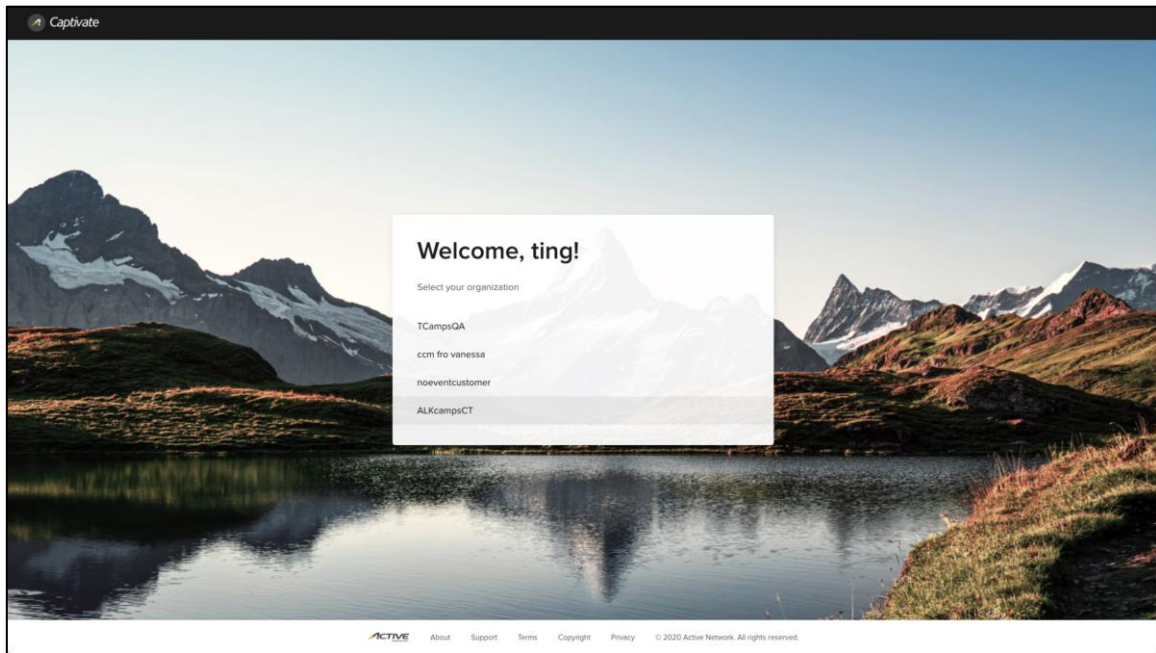 Captivate
Welcome, ting!
Select your organization
TCampsQA
ccm fro vanessa
noeventcustomer
ALKcampsCT
ACTIVE About Support Terms Copyright Privacy © 2020 Active Network. All rights reserved.